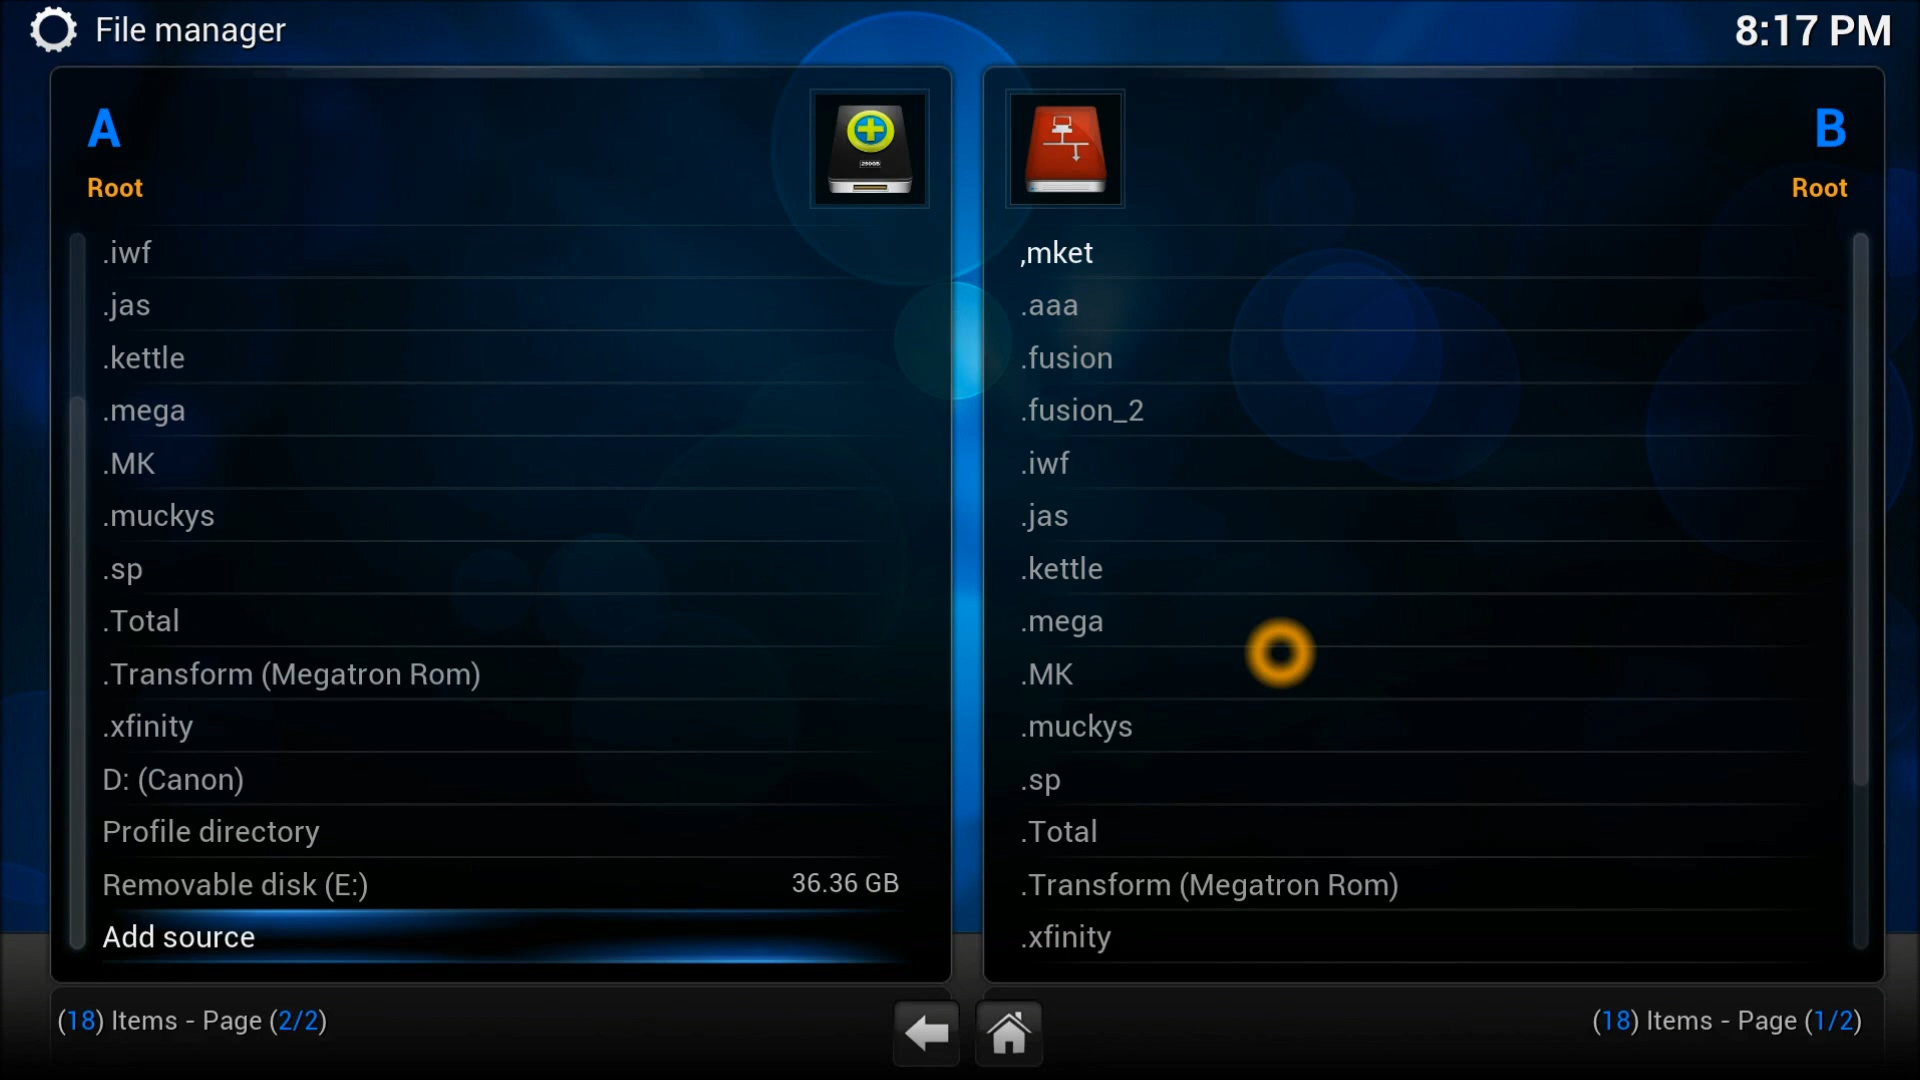 File manager
8:17 PM
A
Root
.iwf
.jas
.kettle
.mega
.MK
.muckys
.sp
.Total
.Transform (Megatron Rom)
.xfinity
D: (Canon)
Profile directory
Removable disk (E:) 36.36 GB
Add source
(18) Items - Page (2/2)
B
Root
,mket
.aaa
.fusion
.fusion_2
.iwf
.jas
.kettle
.mega
.MK
.muckys
.sp
.Total
.Transform (Megatron Rom)
.xfinity
(18) Items - Page (1/2)